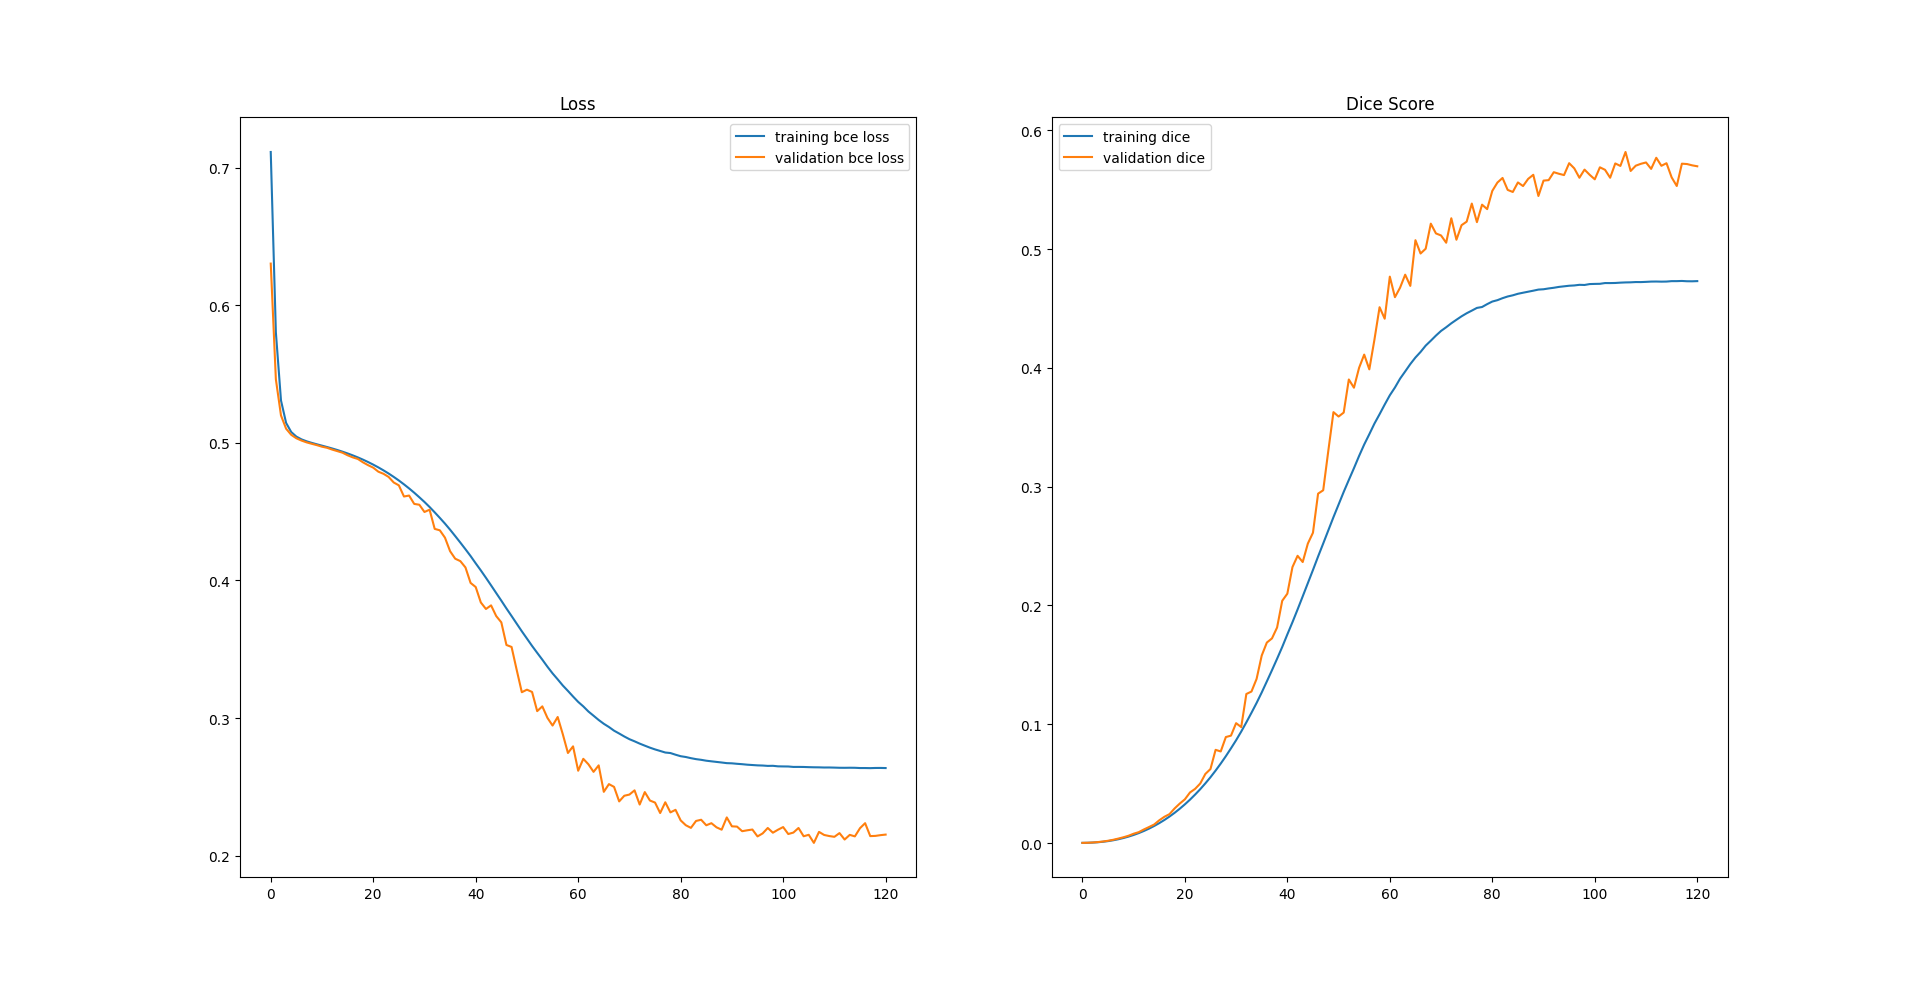 Loss
training bce loss
validation bce loss
0.7
0.6
0.5
0.4
0.3
0.2
0 20 40 60 80 100 120
Dice Score
training dice
validation dice
0.6
0.5
0.4
0.3
0.2
0.1
0.0
0 20 40 60 80 100 120